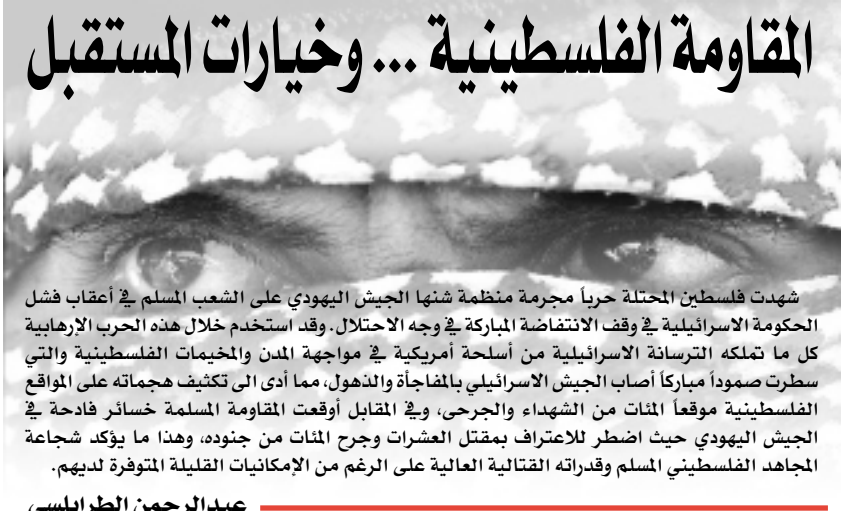 المقاومة الفلسطينية ... وخيارات المستقبل
شهدت فلسطين المحتلة حرباً مجرمة منظمة شنها الجيش اليهودي على الشعب المسلم في أعقاب فشل
الحكومة الاسرائيلية في وقف الانتفاضة المباركة في وجه الاحتلال. وقد استخدم خلال هذه الحرب الإرهابية
كل ما تملكه الترسانة الاسرائيلية من أسلحة أمريكية في مواجهة المدن والمخيمات الفلسطينية والتي
سطرت صموداً مباركاً أصاب الجيش الاسرائيلي بالمفاجأة والذهول، مما أدى الى تكثيف هجماته على المواقع
الفلسطينية موقعاً المئات من الشهداء والجرحى، وفي المقابل أوقعت المقاومة المسلمة خسائر فادحة في
الجيش اليهودي حيث اضطر للاعتراف بمقتل العشرات وجرح المئات من جنوده، وهذا ما يؤكد شجاعة
المجاهد الفلسطيني المسلم وقدراته القتالية العالية على الرغم من الإمكانيات القليلة المتوفرة لديهم.
عبدالرحمن الطرابلسي